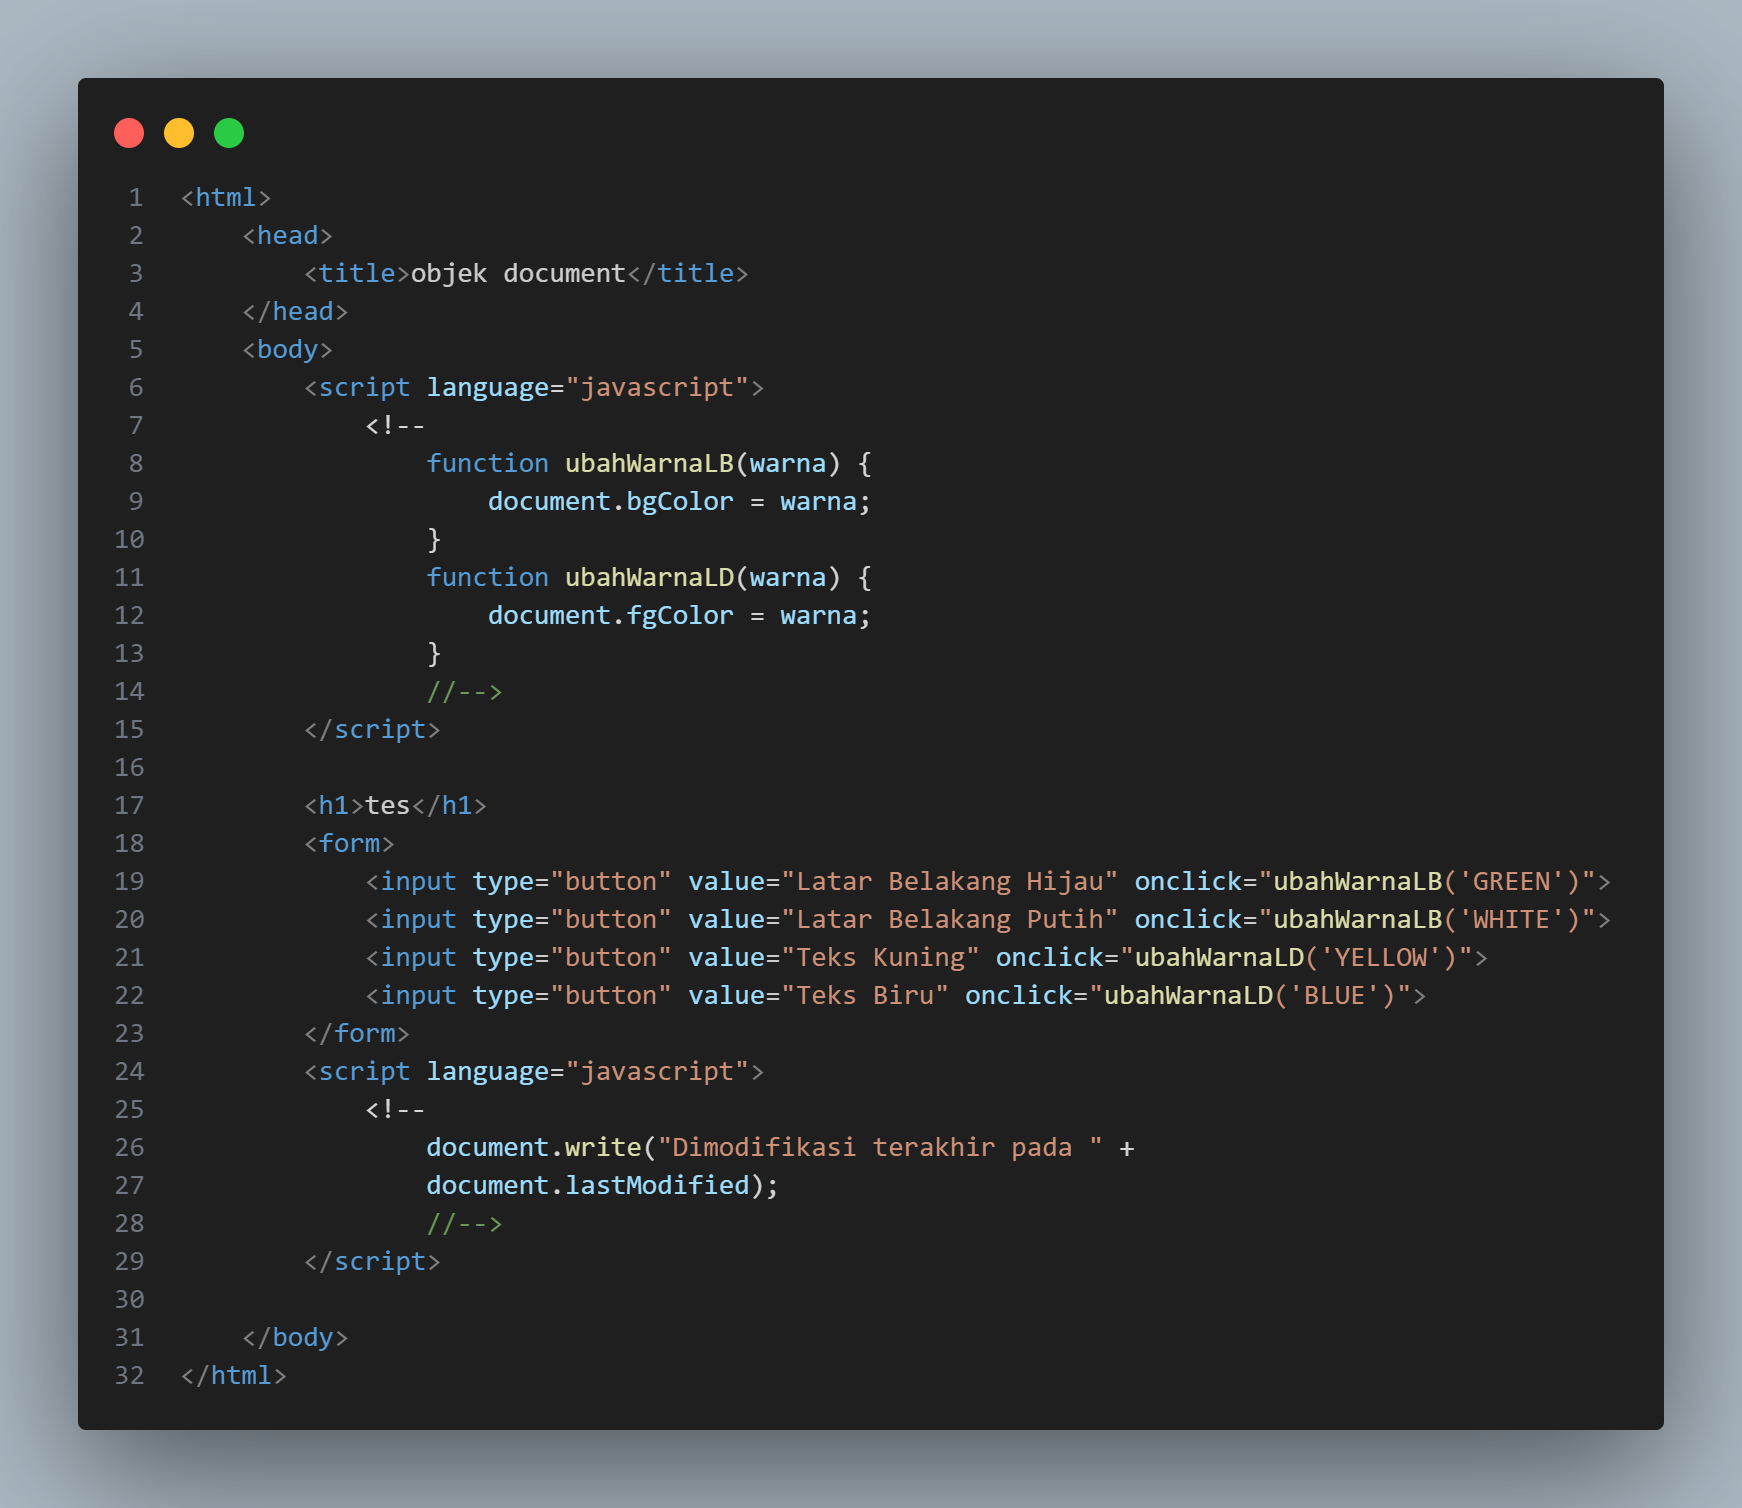 1 <html>
2     <head>
3         <title>objek document</title>
4     </head>
5     <body>
6         <script language="javascript">
7             <!--
8                 function ubahWarnaLB(warna) {
9                     document.bgColor = warna;
10                 }
11                 function ubahWarnaLD(warna) {
12                     document.fgColor = warna;
13                 }
14                 //-->
15         </script>
16
17         <h1>tes</h1>
18         <form>
19             <input type="button" value="Latar Belakang Hijau" onclick="ubahWarnaLB('GREEN')">
20             <input type="button" value="Latar Belakang Putih" onclick="ubahWarnaLB('WHITE')">
21             <input type="button" value="Teks Kuning" onclick="ubahWarnaLD('YELLOW')">
22             <input type="button" value="Teks Biru" onclick="ubahWarnaLD('BLUE')">
23         </form>
24         <script language="javascript">
25             <!--
26                 document.write("Dimodifikasi terakhir pada " +
27                 document.lastModified);
28                 //-->
29         </script>
30
31     </body>
32 </html>